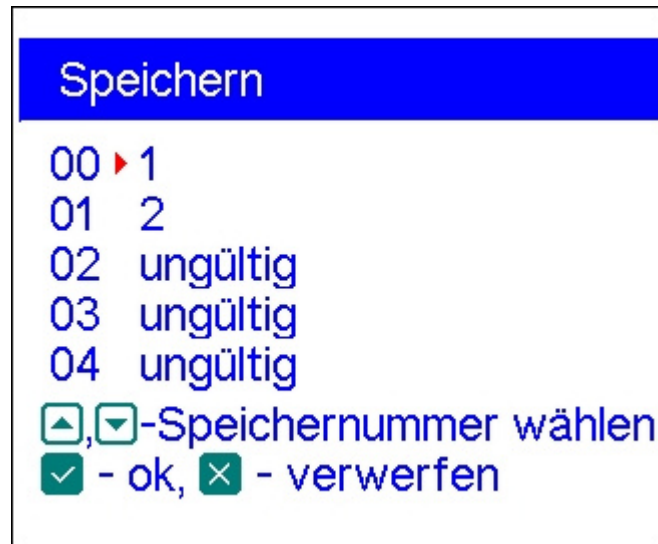 Speichern
00 1
01 2
02 ungültig
03 ungültig
04 ungültig
,-Speichernummer wählen
- ok, - verwerfen